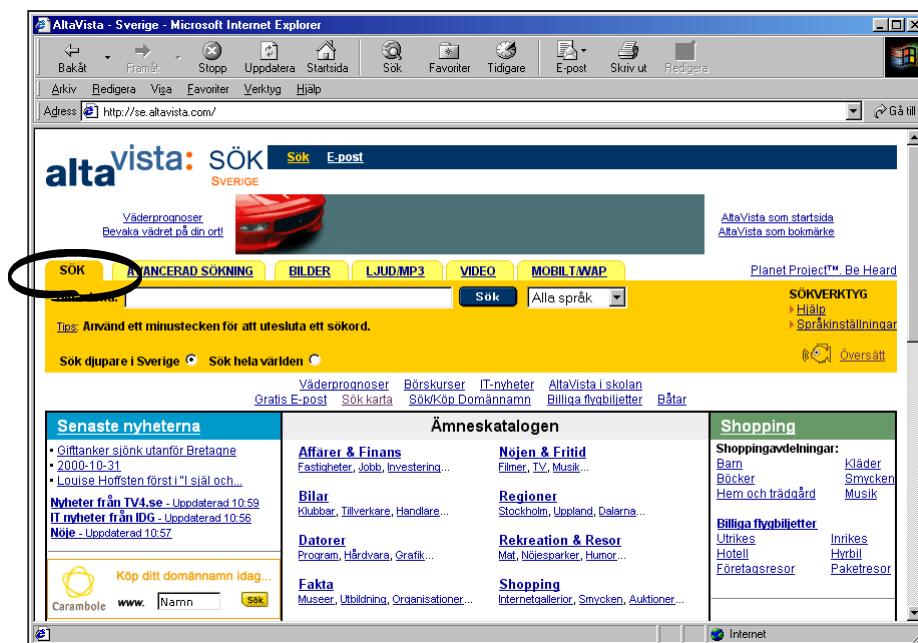 AltaVista - Sverige - Microsoft Internet Explorer
Bakåt Framåt Stopp Uppdatera Startsida Sök Favoriter Tidigare E-post Skriv ut Redigera
Arkiv Redigera Visa Favoriter Verktyg Hjälp
Adress http://se.altavista.com/ Gå till
altavista: SÖK
SVERIGE
Sök E-post
Väderprognoser
Bevaka vädret på din ort!
AltaVista som startsida
AltaVista som bokmärke
SÖK AVANCERAD SÖKNING BILDER LJUD/MP3 VIDEO MOBILT/WAP Planet Project™. Be Heard
Sök Alla språk
Tips: Använd ett minustecken för att utesluta ett sökord.
Sök djupare i Sverige Sök hela världen
SÖKVERKTYG
Hjälp
Språkinställningar
Översätt
Väderprognoser Börskurser IT-nyheter AltaVista i skolan
Gratis E-post Sök karta Sök/Köp Domännamn Billiga flygbiljetter Båtar
Senaste nyheterna
• Giftanker sjönk utanför Bretagne
• 2000-10-31
• Louise Hoffsten först i "I själ och...
Nyheter från TV4.se - Uppdaterad 10:59
IT nyheter från IDG - Uppdaterad 10:56
Nöje - Uppdaterad 10:57
Köp ditt domännamn idag...
Carambole www. Namn Sök
Ämneskatalogen
Affärer & Finans
Fastigheter, Jobb, Investering...
Nöjen & Fritid
Filmer, TV, Musik...
Bilar
Klubbar, Tillverkare, Handlare...
Regioner
Stockholm, Uppland, Dalarna...
Datorer
Program, Hårdvara, Grafik...
Rekreation & Resor
Mat, Nöjesparker, Humor...
Fakta
Museer, Utbildning, Organisationer...
Shopping
Internetgallerior, Smycken, Auktioner...
Shopping
Shoppingavdelningar:
Barn Kläder
Böcker Smycken
Hem och trädgård Musik
Billiga flygbiljetter
Utrikes Inrikes
Hotell Hyrbil
Företagsresor Paketresor
Internet